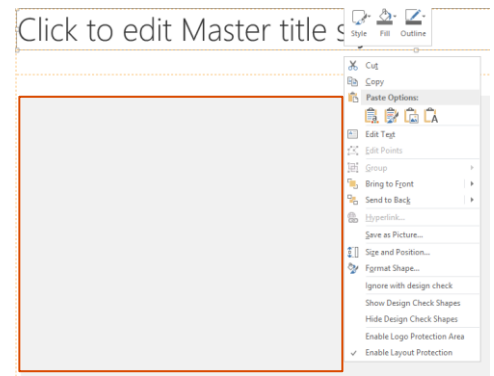 Click to edit Master title s
Style Fill Outline
Cut
Copy
Paste Options:
A
Edit Text
Edit Points
Group
Bring to Front
Send to Back
Hyperlink...
Save as Picture...
Size and Position...
Format Shape...
Ignore with design check
Show Design Check Shapes
Hide Design Check Shapes
Enable Logo Protection Area
Enable Layout Protection